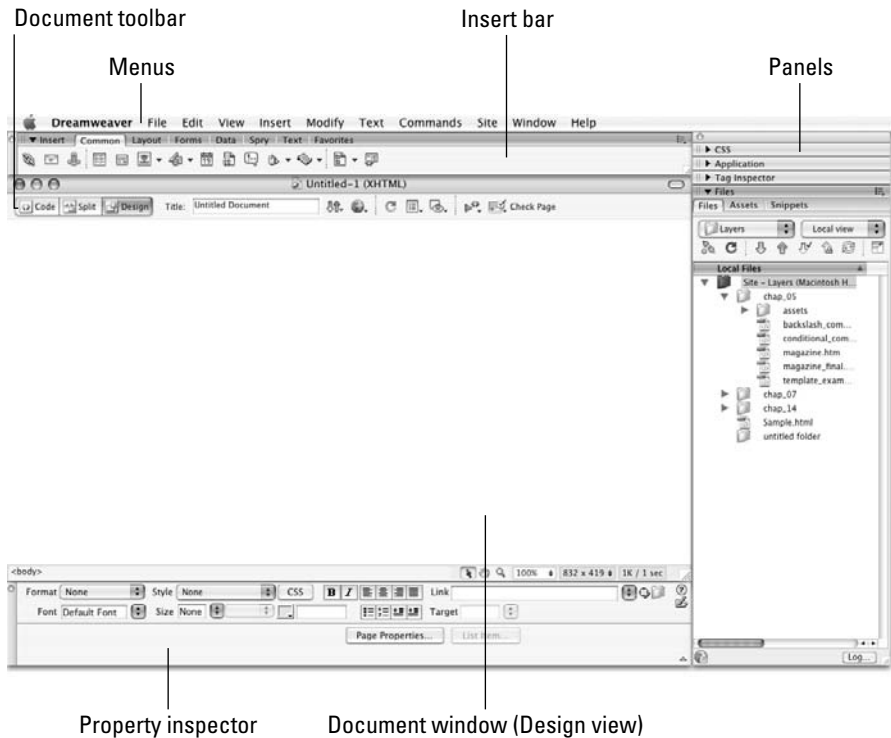 Document toolbar
Insert bar
Menus
Panels
Dreamweaver File Edit View Insert Modify Text Commands Site Window Help
Insert Common Layout Forms Data Spry Text Favorites
CSS
Application
Tag Inspector
Untitled-1 (XHTML)
Files
Code Split Design Title: Untitled Document Check Page
Files Assets Snippets
Layers Local view
Local Files
Site – Layers (Macintosh H...
chap_05
assets
backslash_com...
conditional_com...
magazine.htm
magazine_final...
template_exam...
chap_07
chap_14
Sample.html
untitled folder
<body> 100% 832 x 419 1K / 1 sec
Format None Style None CSS B I Link
Font Default Font Size None Target
Page Properties... List Item...
Log...
Property inspector
Document window (Design view)